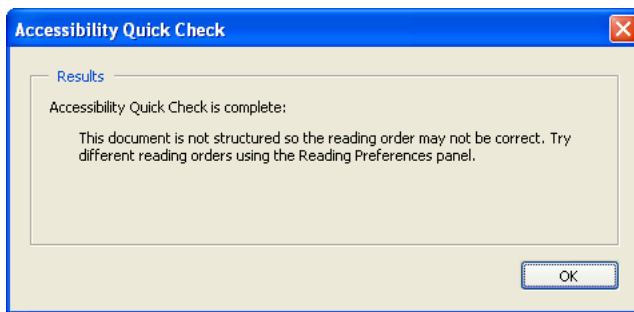 Accessibility Quick Check
Results
Accessibility Quick Check is complete:
This document is not structured so the reading order may not be correct. Try
different reading orders using the Reading Preferences panel.
OK